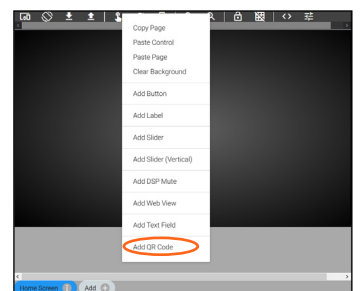 Copy Page
Paste Control
Paste Page
Clear Background
Add Button
Add Label
Add Slider
Add Slider (Vertical)
Add DSP Mute
Add Web View
Add Text Field
Add QR Code
Home Screen
Add